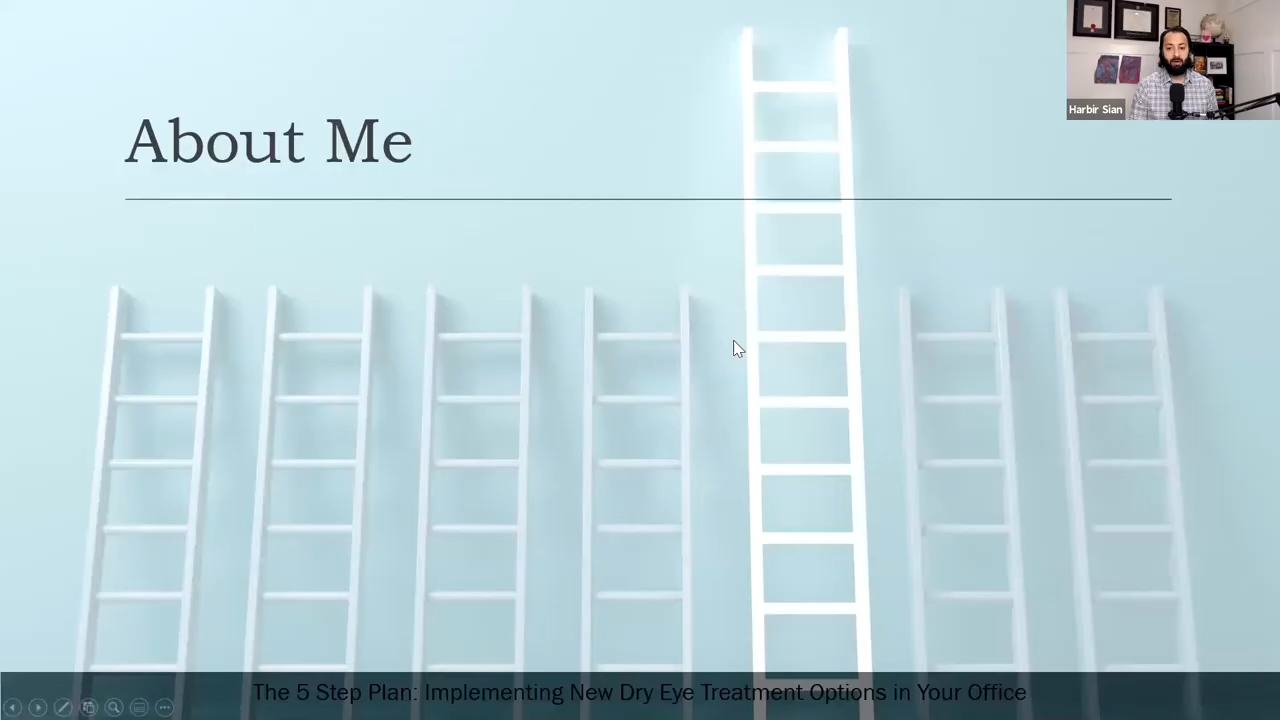 Harbir Sian
About Me
The 5 Step Plan: Implementing New Dry Eye Treatment Options in Your Office